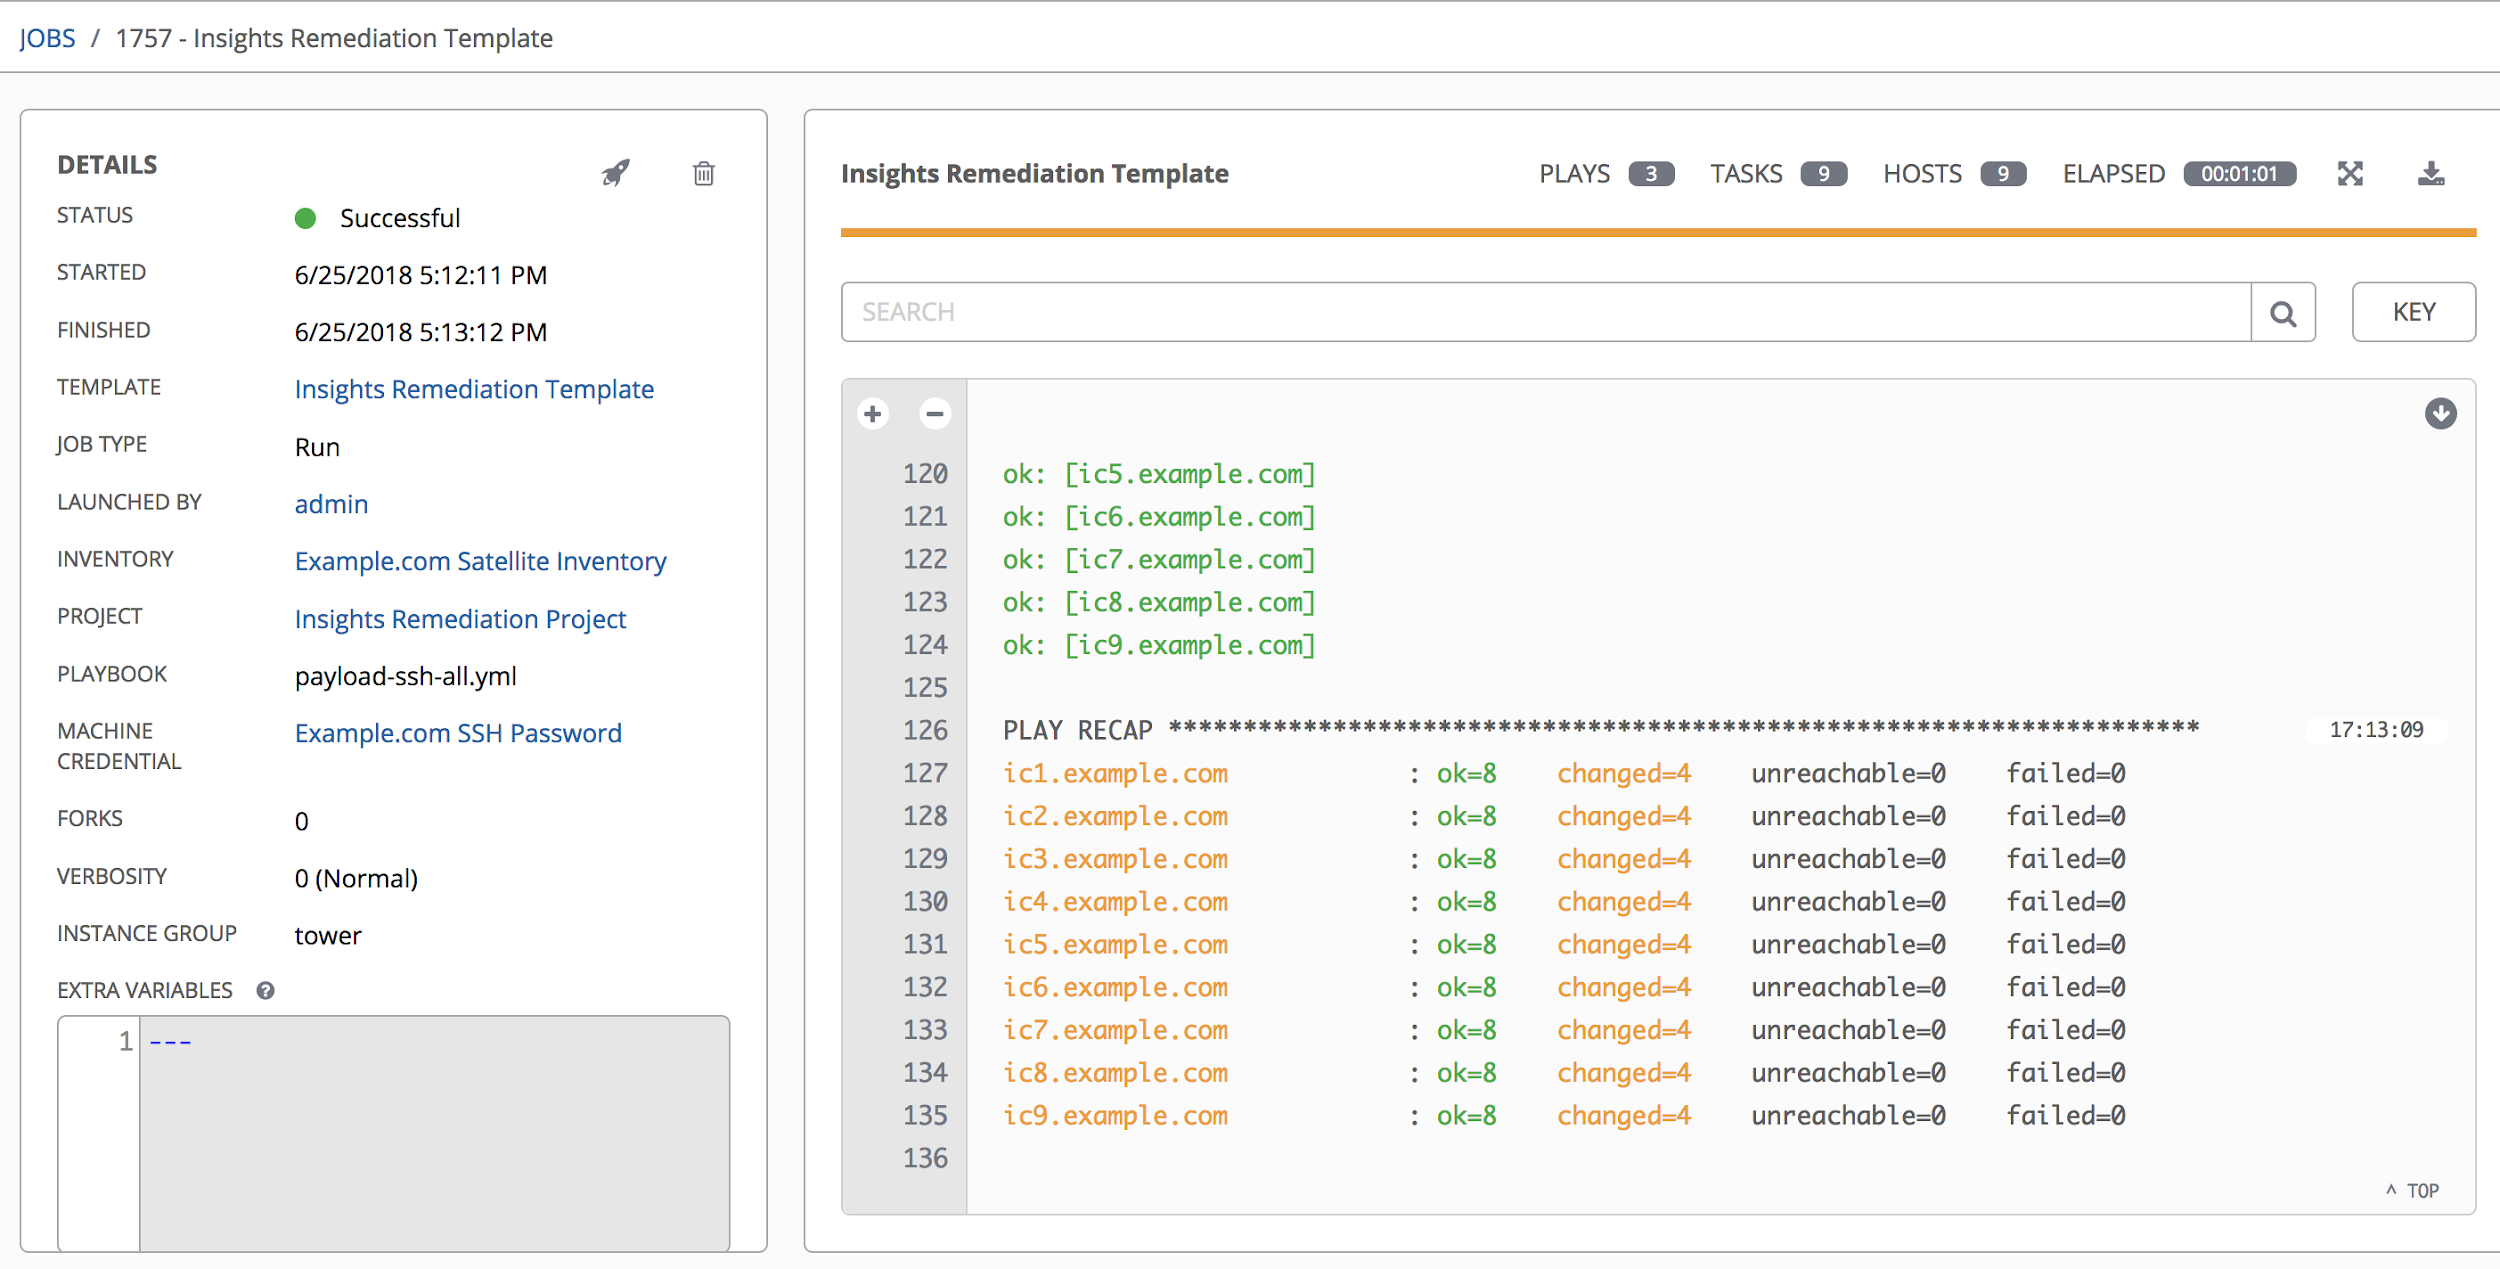 JOBS / 1757 - Insights Remediation Template
DETAILS
STATUS Successful
STARTED 6/25/2018 5:12:11 PM
FINISHED 6/25/2018 5:13:12 PM
TEMPLATE Insights Remediation Template
JOB TYPE Run
LAUNCHED BY admin
INVENTORY Example.com Satellite Inventory
PROJECT Insights Remediation Project
PLAYBOOK payload-ssh-all.yml
MACHINE CREDENTIAL Example.com SSH Password
FORKS 0
VERBOSITY 0 (Normal)
INSTANCE GROUP tower
EXTRA VARIABLES ?
1 ---
Insights Remediation Template PLAYS 3 TASKS 9 HOSTS 9 ELAPSED 00:01:01
SEARCH KEY
120 ok: [ic5.example.com]
121 ok: [ic6.example.com]
122 ok: [ic7.example.com]
123 ok: [ic8.example.com]
124 ok: [ic9.example.com]
125
126 PLAY RECAP ********************************************************************* 17:13:09
127 ic1.example.com : ok=8 changed=4 unreachable=0 failed=0
128 ic2.example.com : ok=8 changed=4 unreachable=0 failed=0
129 ic3.example.com : ok=8 changed=4 unreachable=0 failed=0
130 ic4.example.com : ok=8 changed=4 unreachable=0 failed=0
131 ic5.example.com : ok=8 changed=4 unreachable=0 failed=0
132 ic6.example.com : ok=8 changed=4 unreachable=0 failed=0
133 ic7.example.com : ok=8 changed=4 unreachable=0 failed=0
134 ic8.example.com : ok=8 changed=4 unreachable=0 failed=0
135 ic9.example.com : ok=8 changed=4 unreachable=0 failed=0
136
^ TOP